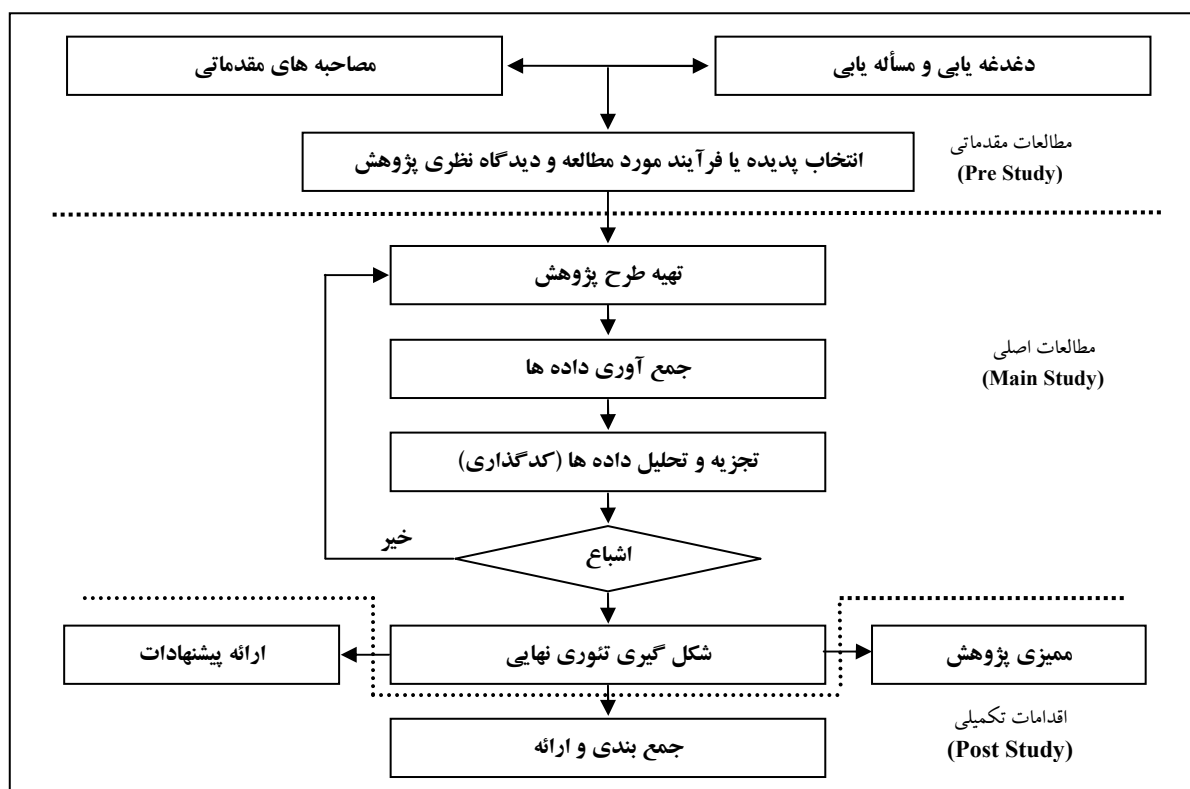 دغدغه یابی و مسأله یابی
مصاحبه های مقدماتی
انتخاب پدیده یا فرآیند مورد مطالعه و دیدگاه نظری پژوهش
مطالعات مقدماتی
(Pre Study)
تهیه طرح پژوهش
جمع آوری داده ها
مطالعات اصلی
(Main Study)
تجزیه و تحلیل داده ها (کدگذاری)
اشباع
خیر
ممیزی پژوهش
شکل گیری تئوری نهایی
ارائه پیشنهادات
اقدامات تکمیلی
(Post Study)
جمع بندی و ارائه